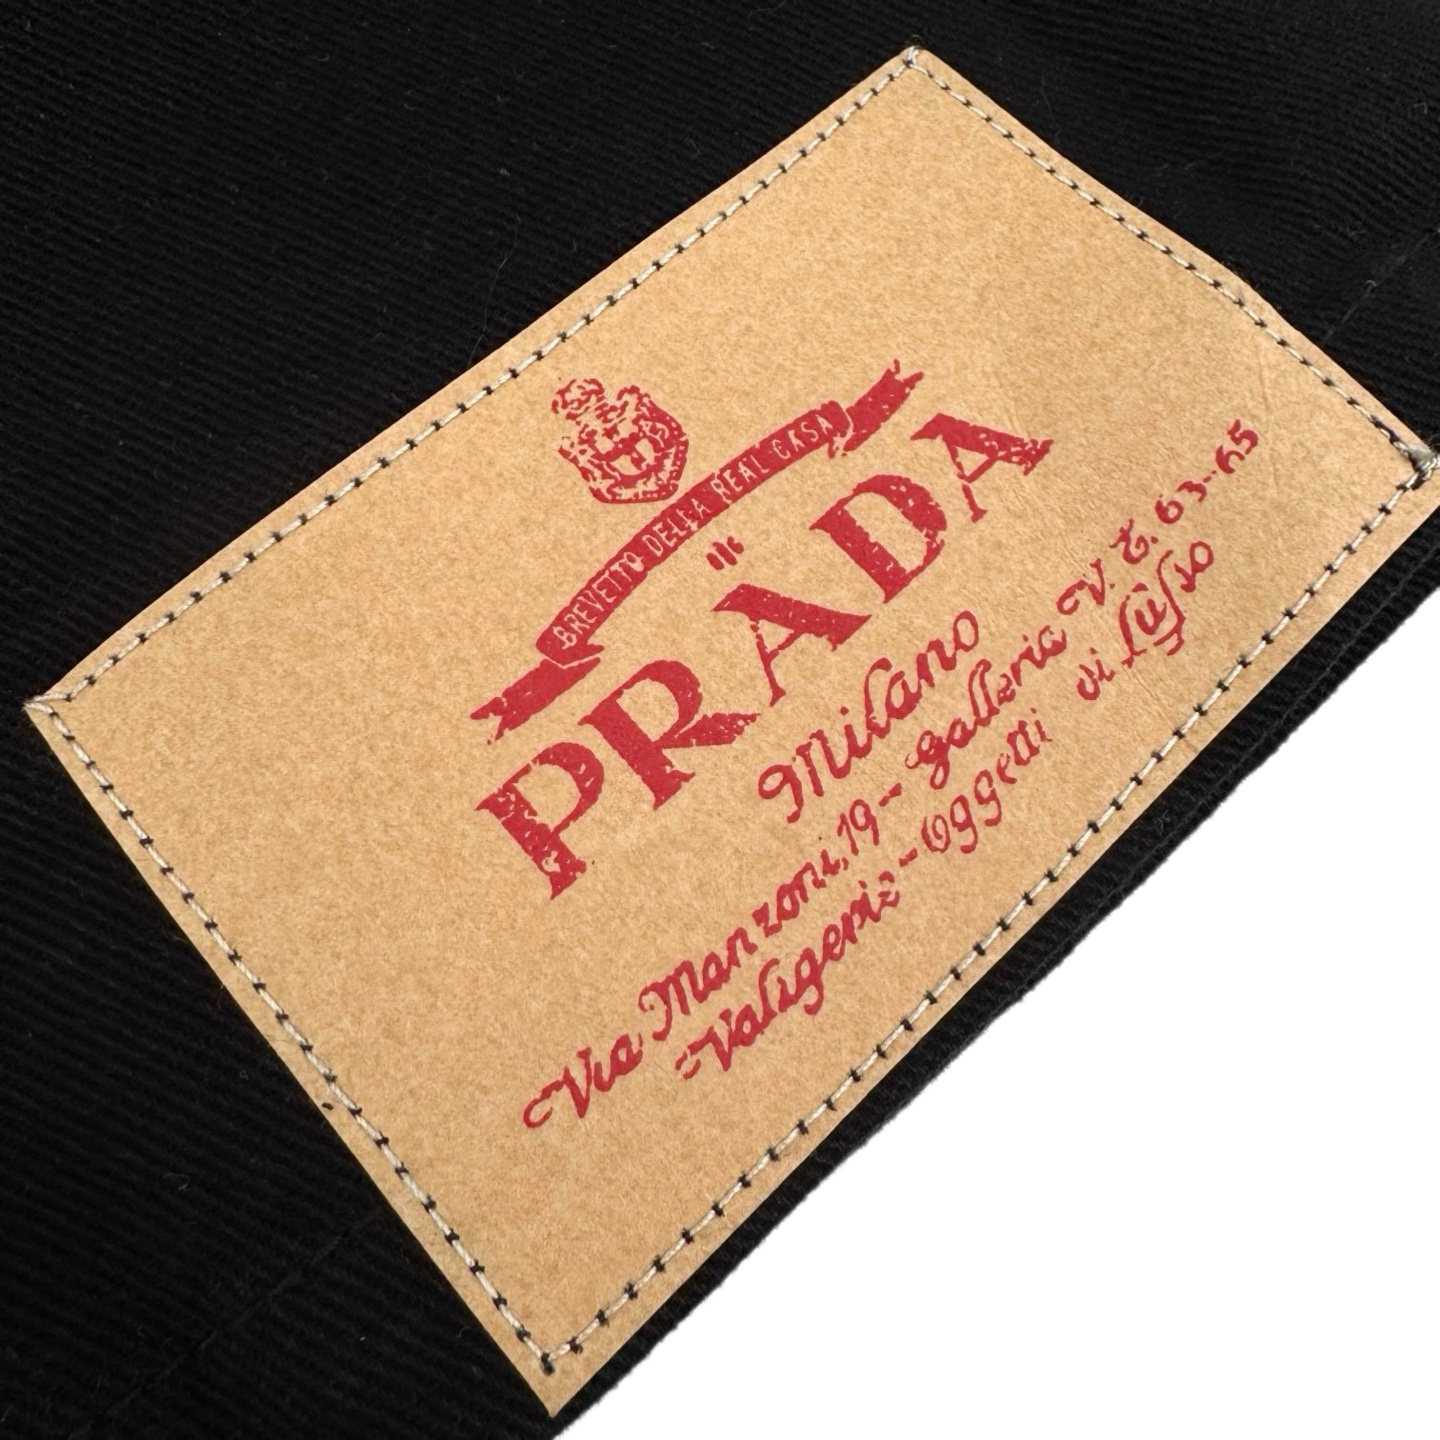 BREVETTO DELLA REAL CASA
PRADA
Milano
Via Manzoni, 19 - Galleria V. E. 63-65
Valigerie - Oggetti di Lusso